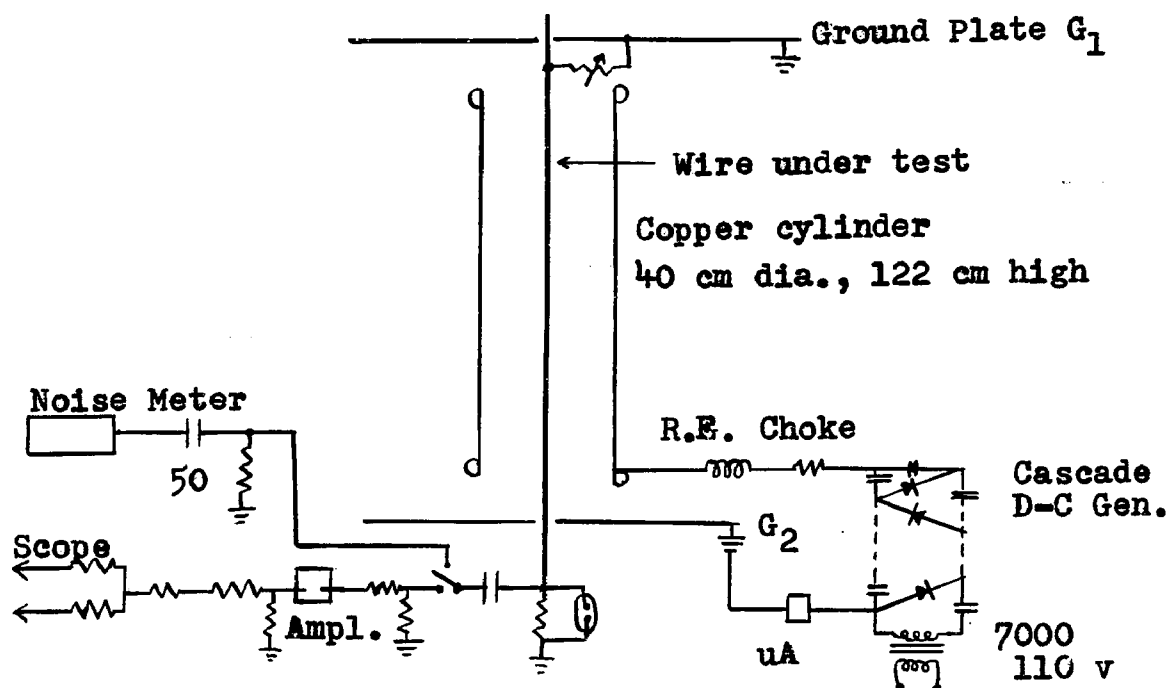 Ground Plate G1
Wire under test
Copper cylinder
40 cm dia., 122 cm high
Noise Meter
50
R.F. Choke
Cascade
D-C Gen.
G2
Scope
Ampl.
uA
7000
110 v